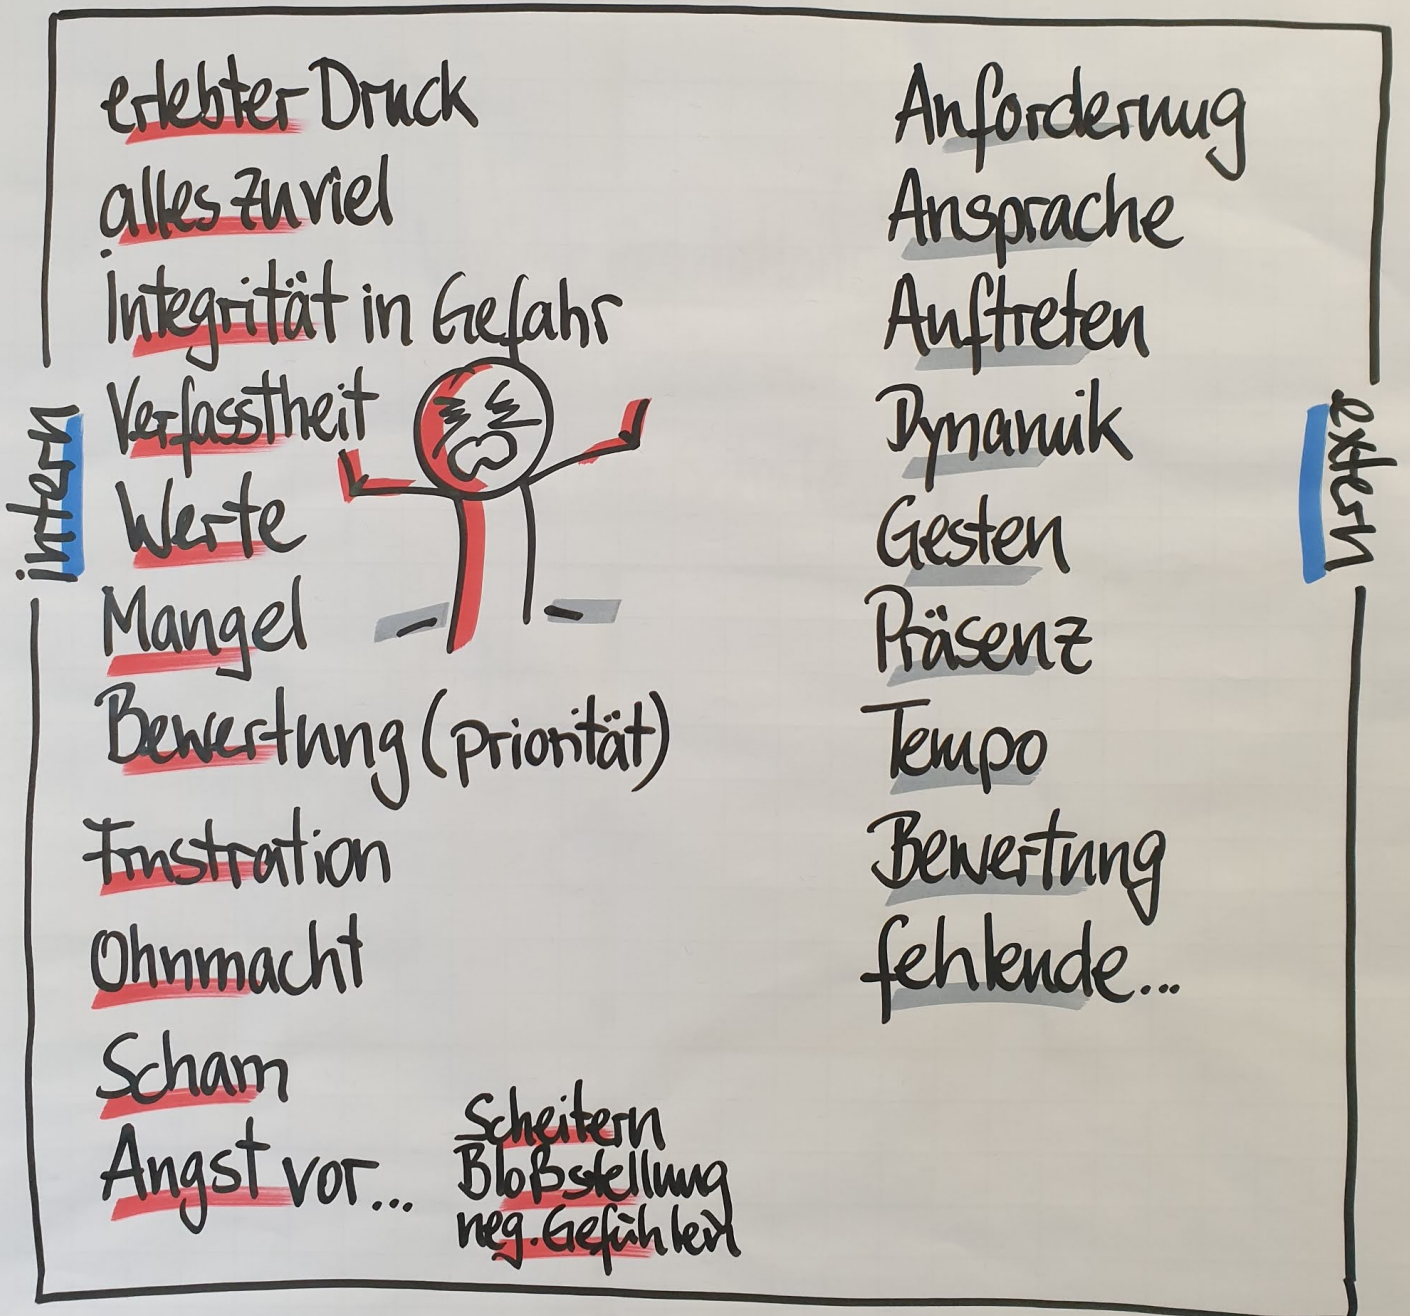 intern
erlebter Druck
alles zuviel
Integrität in Gefahr
Verfasstheit
Werte
Mangel
Bewertung (Priorität)
Frustration
Ohnmacht
Scham
Angst vor...
Scheitern
Bloßstellung
neg. Gefühlen
extern
Anforderung
Ansprache
Auftreten
Dynamik
Gesten
Präsenz
Tempo
Bewertung
fehlende...